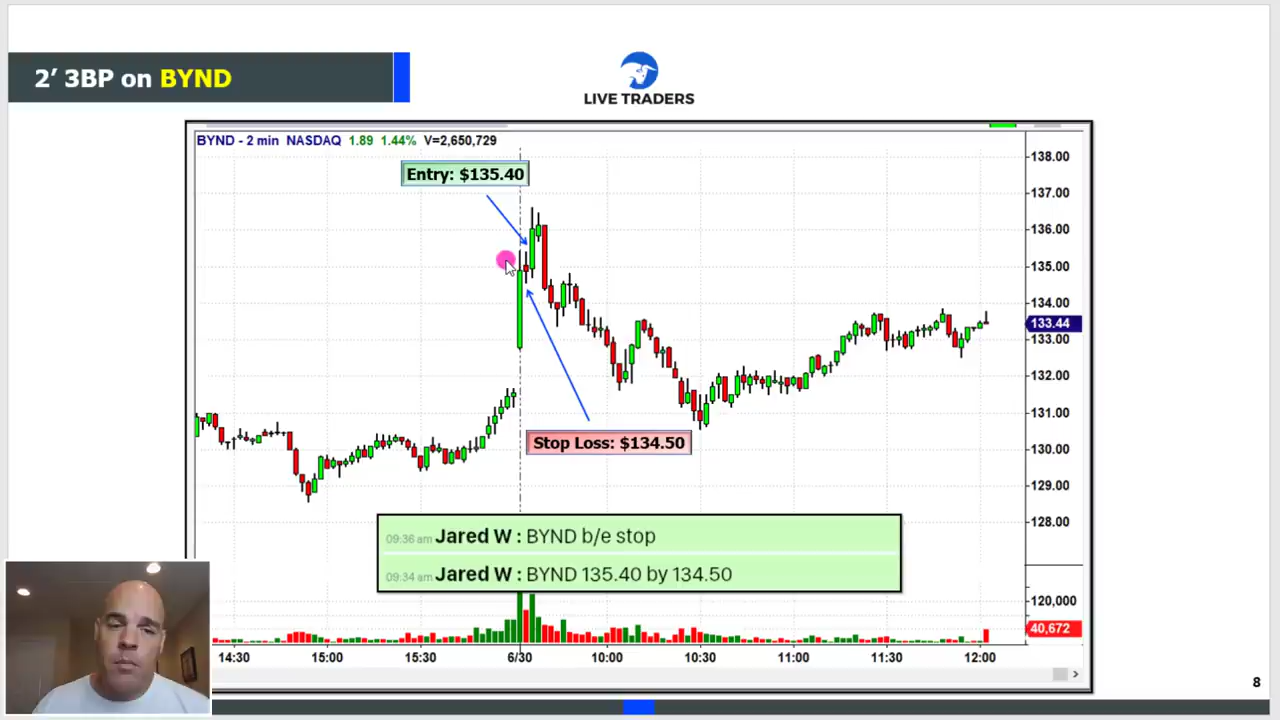 2’ 3BP on BYND
LIVE TRADERS
BYND - 2 min NASDAQ 1.89 1.44% V=2,650,729
Entry: $135.40
138.00
137.00
136.00
135.00
134.00
133.44
133.00
132.00
131.00
130.00
129.00
128.00
Stop Loss: $134.50
09:36 am Jared W : BYND b/e stop
09:34 am Jared W : BYND 135.40 by 134.50
120,000
40,672
14:30 15:00 15:30 6/30 10:00 10:30 11:00 11:30 12:00
8